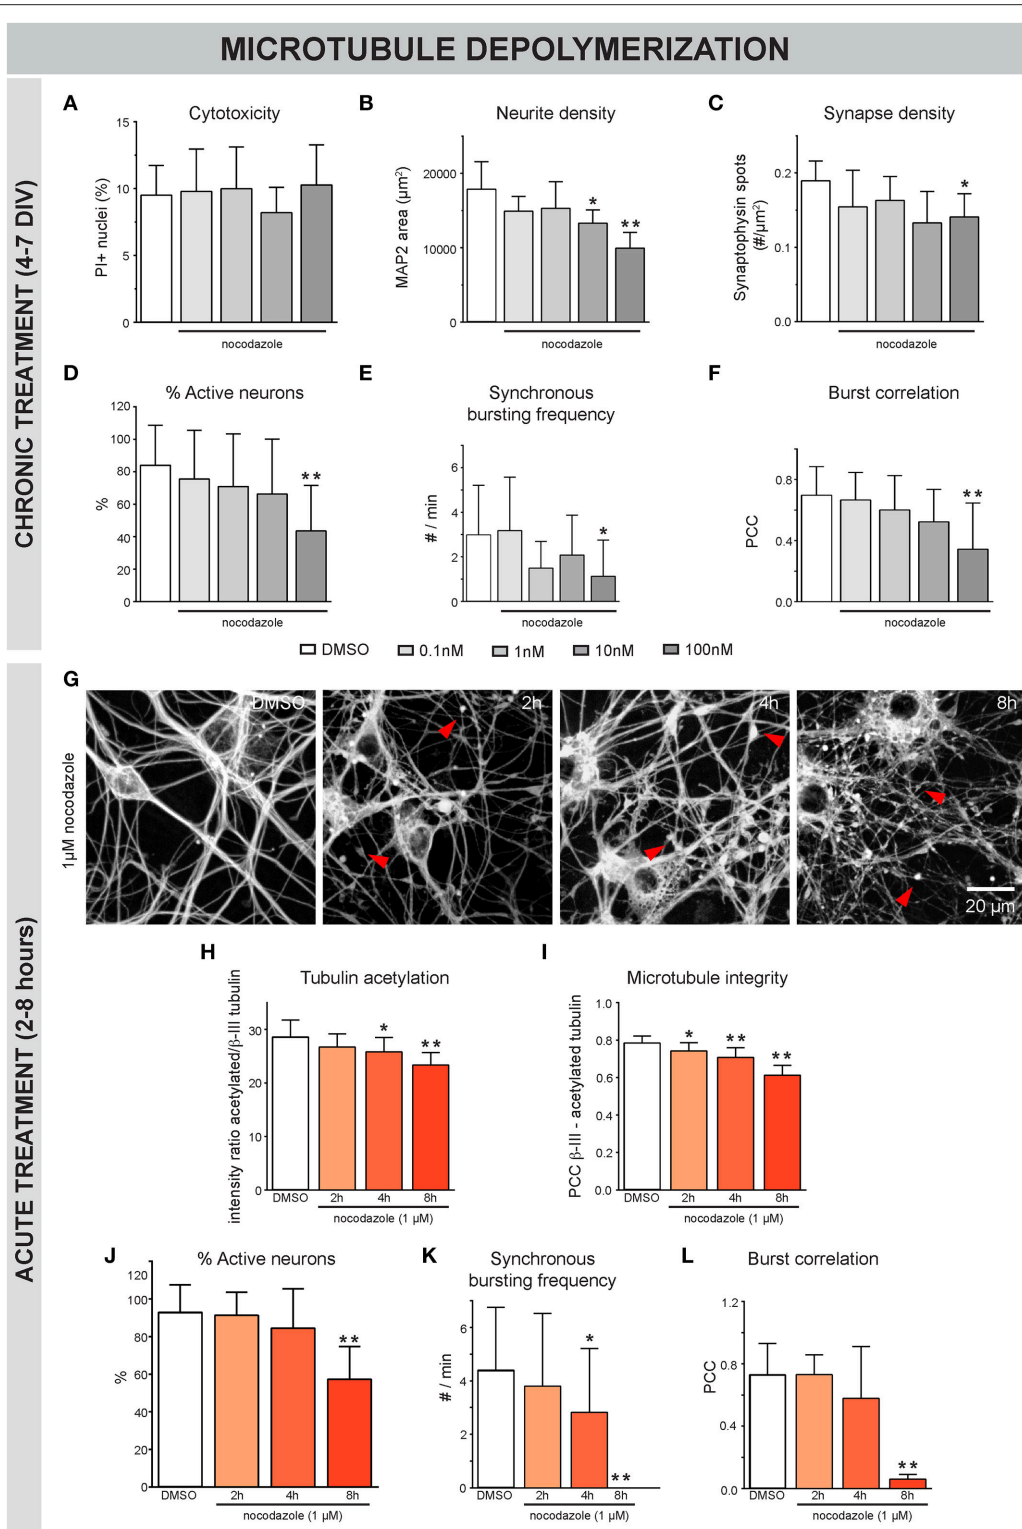 MICROTUBULE DEPOLYMERIZATION
CHRONIC TREATMENT (4-7 DIV)
A
Cytotoxicity
PI+ nuclei (%)
15
10
5
0
nocodazole
B
Neurite density
MAP2 area (µm²)
20000
10000
0
*
**
nocodazole
C
Synapse density
Synaptophysin spots
(#/µm²)
0.2
0.1
0.0
*
nocodazole
D
% Active neurons
%
120
100
80
60
40
20
0
**
nocodazole
E
Synchronous
bursting frequency
# / min
6
4
2
0
*
nocodazole
F
Burst correlation
PCC
0.8
0.4
0.0
**
nocodazole
DMSO 0.1nM 1nM 10nM 100nM
ACUTE TREATMENT (2-8 hours)
G
1µM nocodazole
DMSO
2h
4h
8h
20 µm
H
Tubulin acetylation
intensity ratio acetylated/β-III tubulin
30
20
10
0
*
**
DMSO 2h 4h 8h
nocodazole (1 µM)
I
Microtubule integrity
PCC β-III - acetylated tubulin
1.0
0.8
0.6
0.4
0.2
0.0
*
**
**
DMSO 2h 4h 8h
nocodazole (1 µM)
J
% Active neurons
%
120
100
80
60
40
20
0
**
DMSO 2h 4h 8h
nocodazole (1 µM)
K
Synchronous
bursting frequency
# / min
6
4
2
0
*
**
DMSO 2h 4h 8h
nocodazole (1 µM)
L
Burst correlation
PCC
1.2
0.8
0.4
0.0
**
DMSO 2h 4h 8h
nocodazole (1 µM)